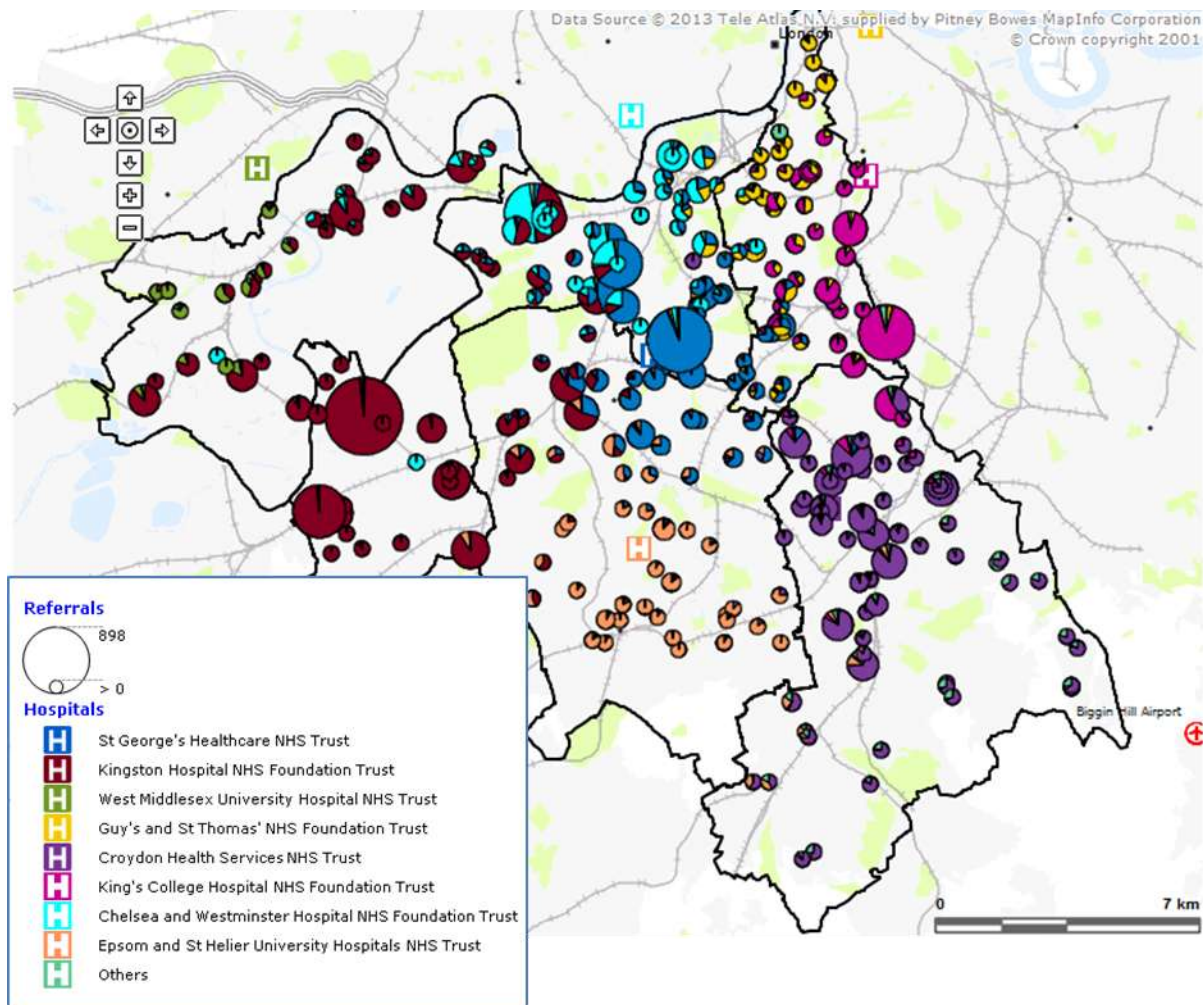 Data Source © 2013 Tele Atlas N.V. supplied by Pitney Bowes MapInfo Corporation
London
© Crown copyright 2001
H
H
H
H
Referrals
898
> 0
Hospitals
Biggin Hill Airport
H St George's Healthcare NHS Trust
H Kingston Hospital NHS Foundation Trust
H West Middlesex University Hospital NHS Trust
H Guy's and St Thomas' NHS Foundation Trust
H Croydon Health Services NHS Trust
H King's College Hospital NHS Foundation Trust
H Chelsea and Westminster Hospital NHS Foundation Trust
H Epsom and St Helier University Hospitals NHS Trust
H Others
0 7 km